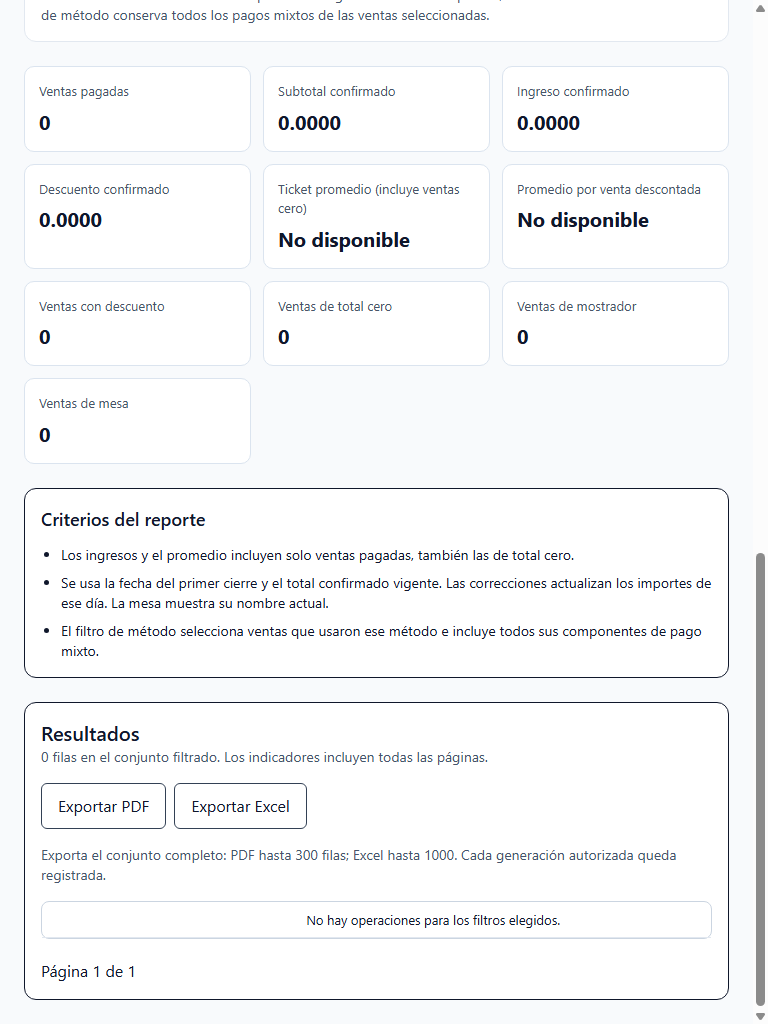 de método conserva todos los pagos mixtos de las ventas seleccionadas.
Ventas pagadas
0
Subtotal confirmado
0.0000
Ingreso confirmado
0.0000
Descuento confirmado
0.0000
Ticket promedio (incluye ventas
cero)
No disponible
Promedio por venta descontada
No disponible
Ventas con descuento
0
Ventas de total cero
0
Ventas de mostrador
0
Ventas de mesa
0
Criterios del reporte
• Los ingresos y el promedio incluyen solo ventas pagadas, también las de total cero.
• Se usa la fecha del primer cierre y el total confirmado vigente. Las correcciones actualizan los importes de
ese día. La mesa muestra su nombre actual.
• El filtro de método selecciona ventas que usaron ese método e incluye todos sus componentes de pago
mixto.
Resultados
0 filas en el conjunto filtrado. Los indicadores incluyen todas las páginas.
Exportar PDF
Exportar Excel
Exporta el conjunto completo: PDF hasta 300 filas; Excel hasta 1000. Cada generación autorizada queda
registrada.
No hay operaciones para los filtros elegidos.
Página 1 de 1